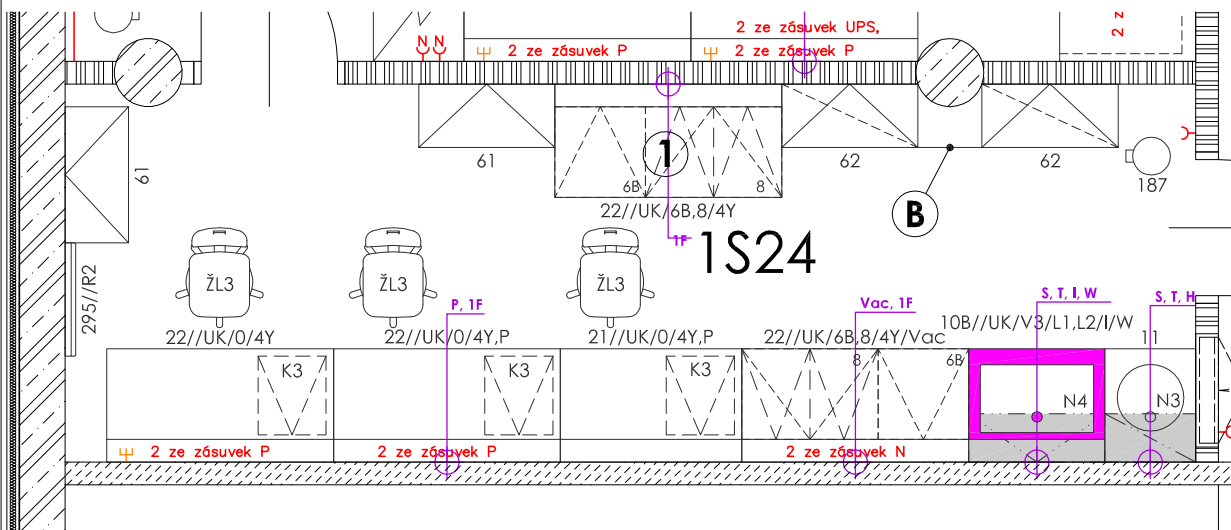 2 ze zásuvek UPS,
2 z
N N
2 ze zásuvek P
2 ze zásuvek P
61
61
1
6B
8
62
62
187
22//UK/6B,8/4Y
B
1F
1S24
295//R2
ŽL3
ŽL3
ŽL3
P, 1F
Vac, 1F
S, T, I, W
S, T, H
22//UK/0/4Y
22//UK/0/4Y,P
21//UK/0/4Y,P
22//UK/6B,8/4Y/Vac
10B//UK/V3/L1,L2/I/W
11
K3
K3
K3
8
6B
N4
N3
2 ze zásuvek P
2 ze zásuvek P
2 ze zásuvek N